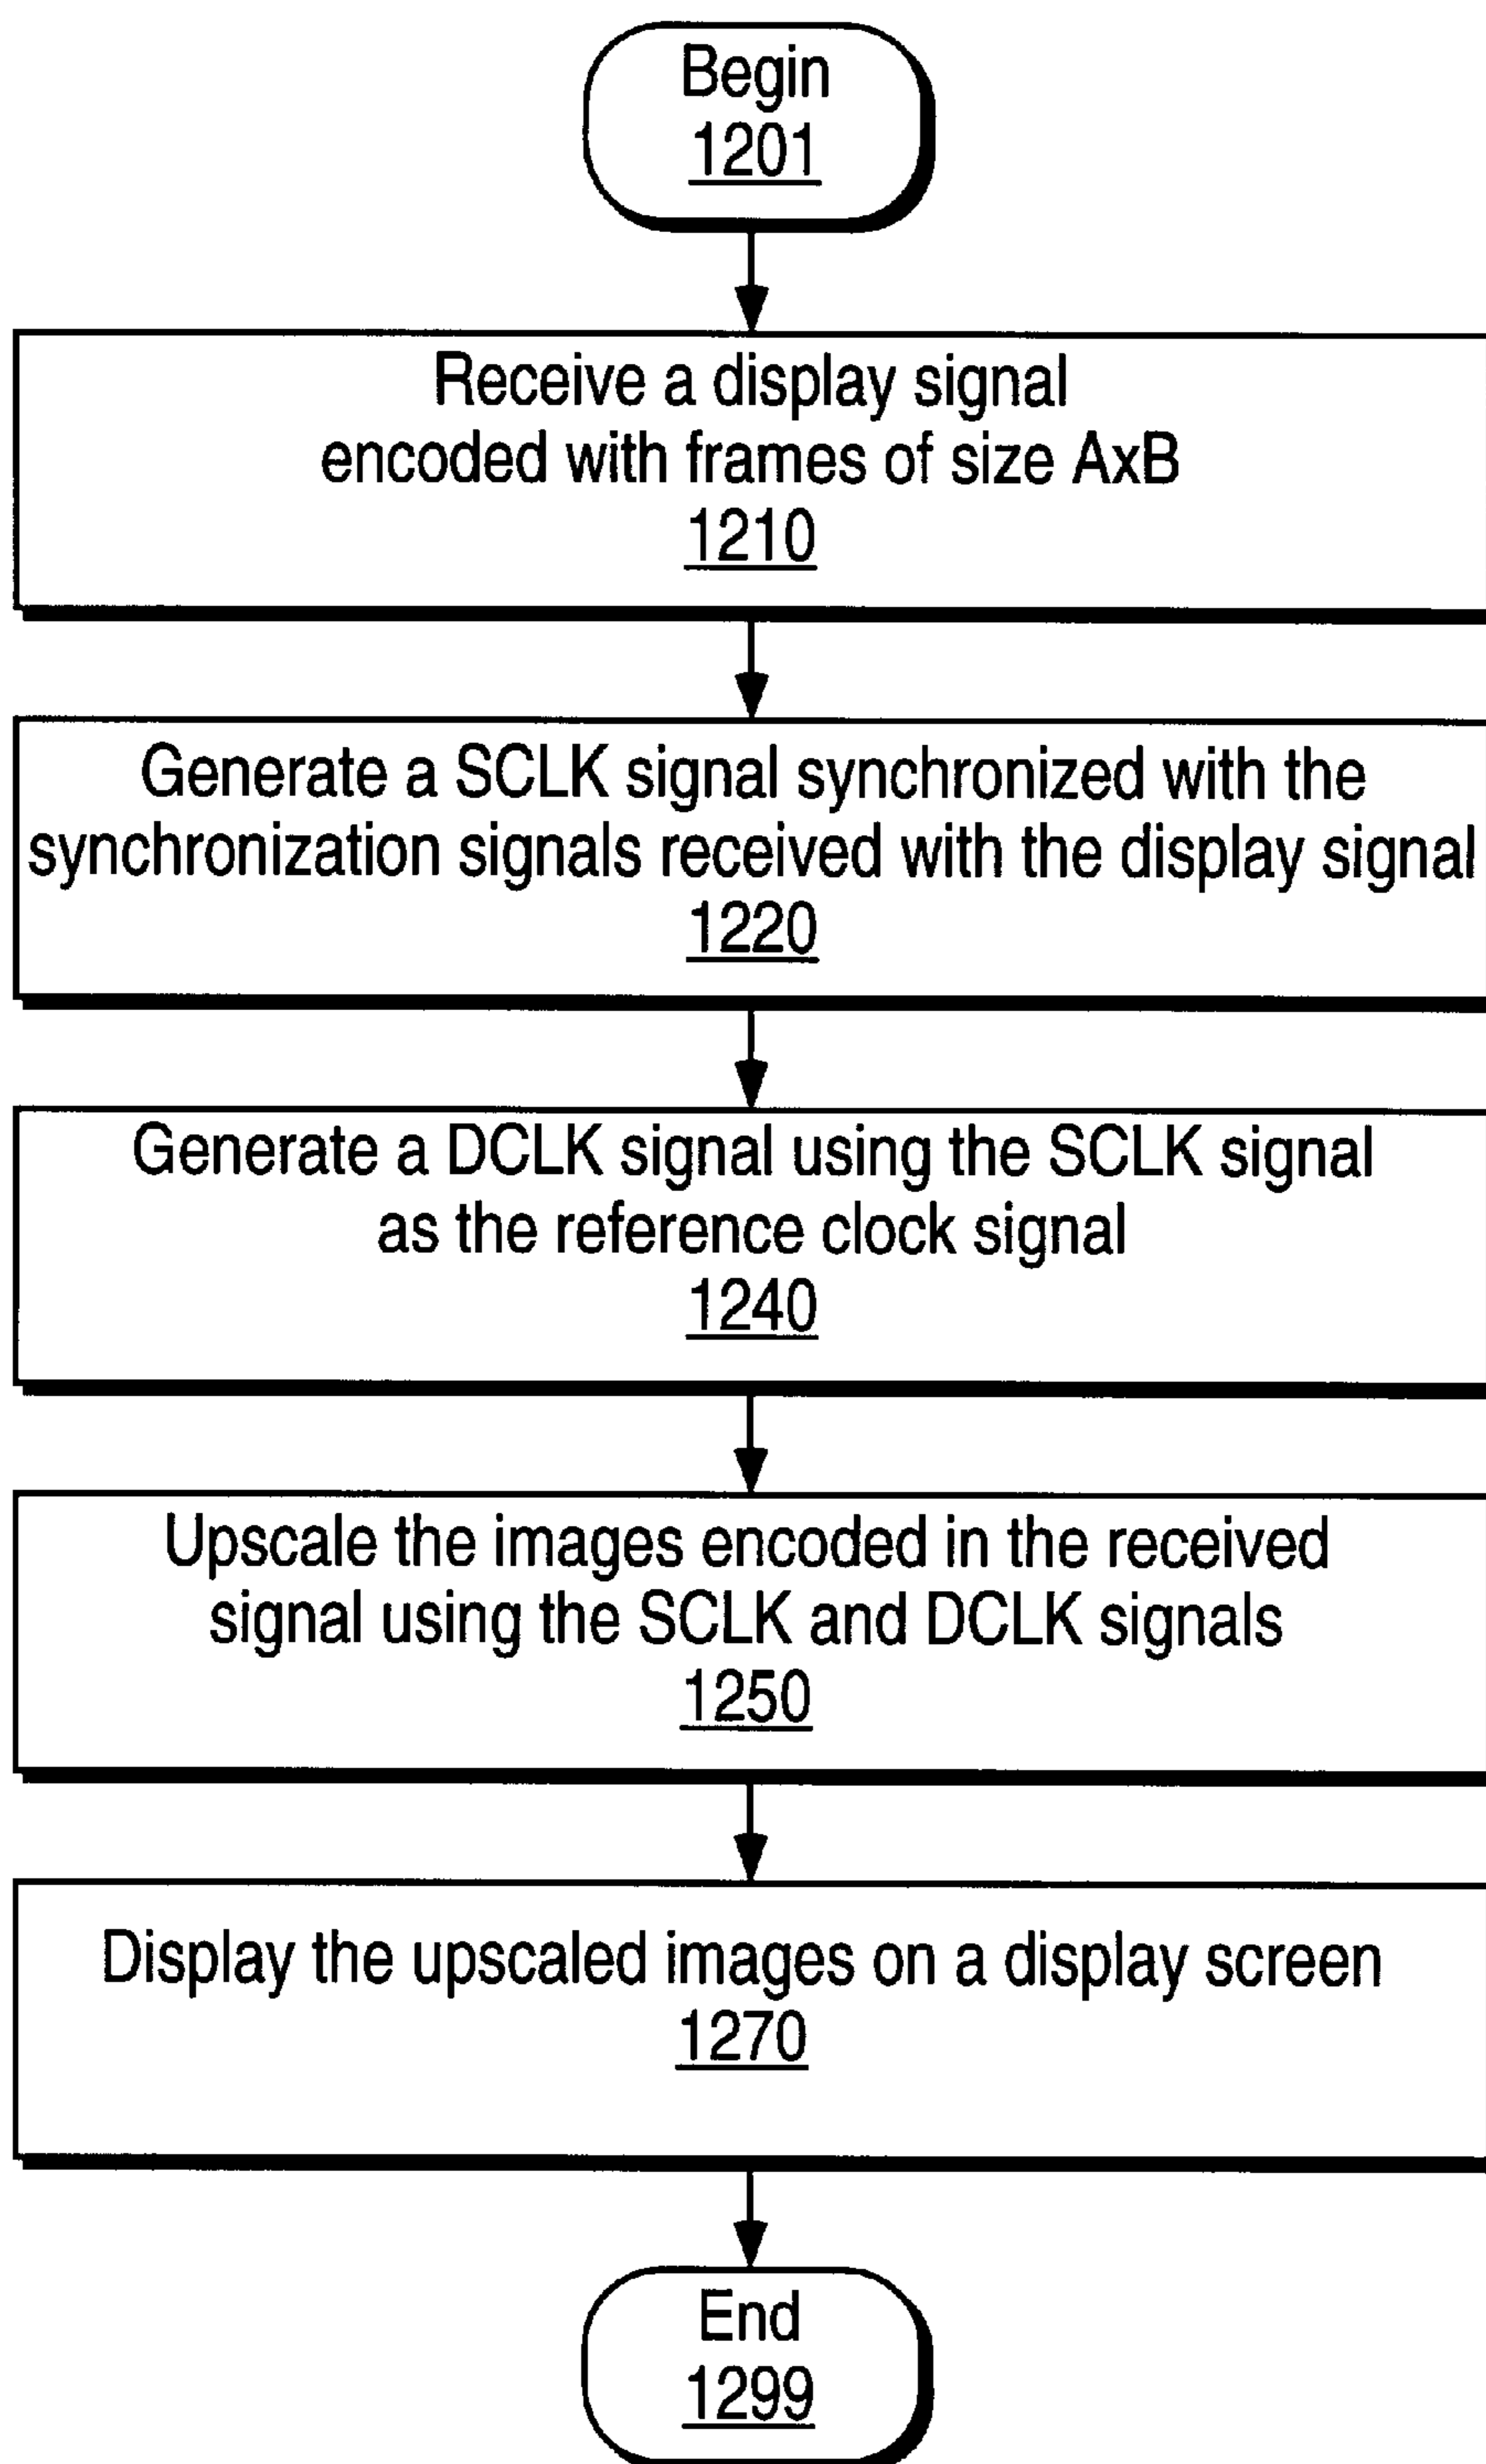 Begin
1201
Receive a display signal
encoded with frames of size AxB
1210
Generate a SCLK signal synchronized with the
synchronization signals received with the display signal
1220
Generate a DCLK signal using the SCLK signal
as the reference clock signal
1240
Upscale the images encoded in the received
signal using the SCLK and DCLK signals
1250
Display the upscaled images on a display screen
1270
End
1299